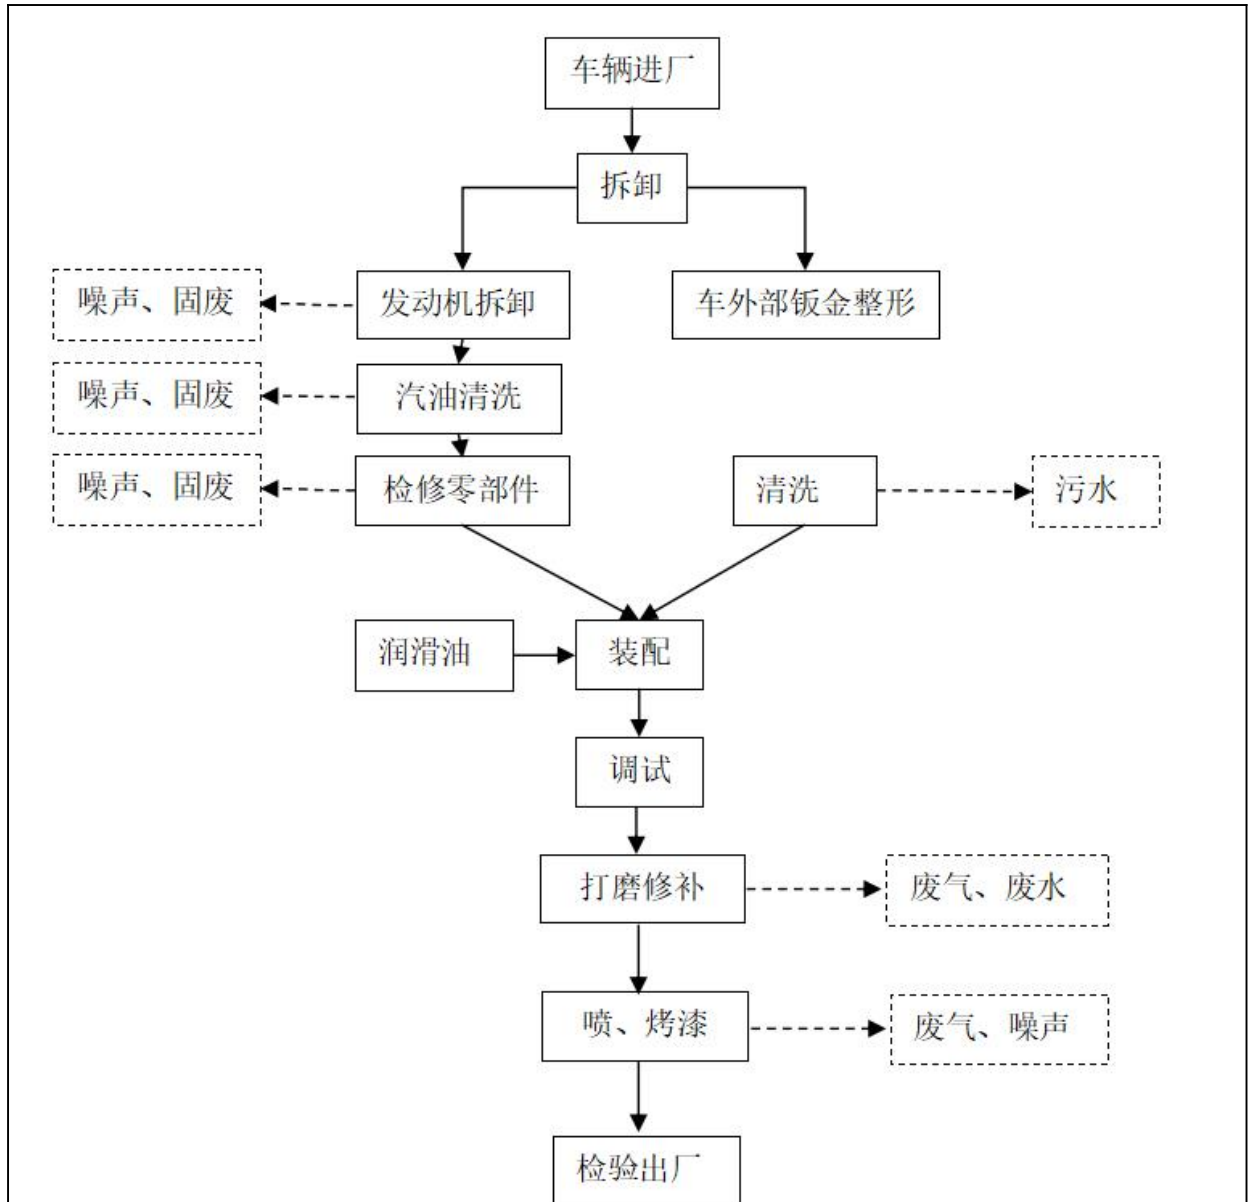 车辆进厂
拆卸
噪声、固废
发动机拆卸
车外部钣金整形
噪声、固废
汽油清洗
噪声、固废
检修零部件
清洗
污水
润滑油
装配
调试
打磨修补
废气、废水
喷、烤漆
废气、噪声
检验出厂